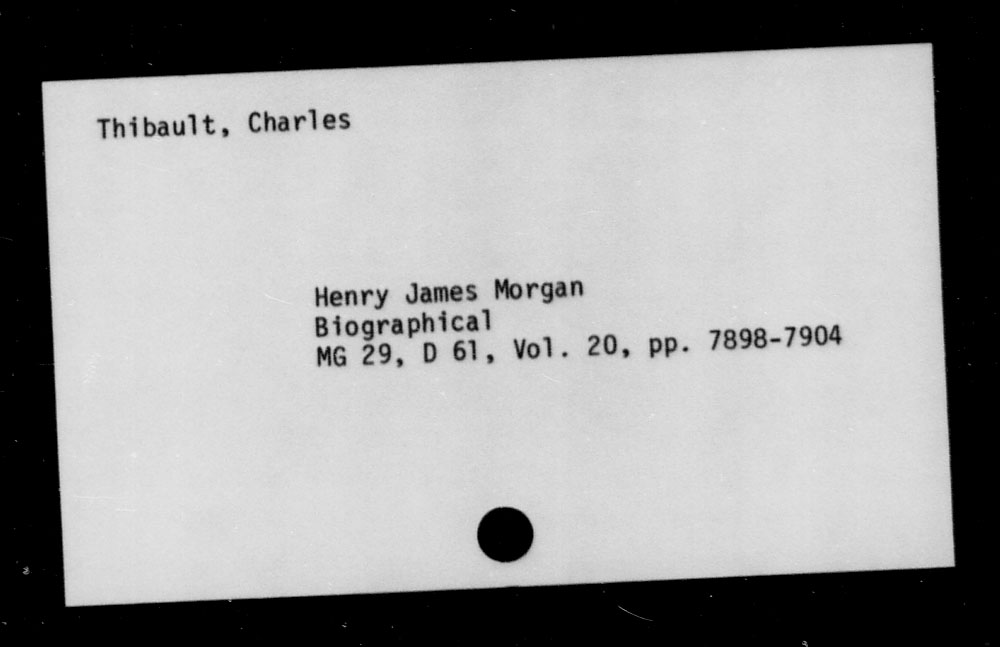 Thibault, Charles
Henry James Morgan
Biographical
MG 29, D 61, Vol. 20, pp. 7898-7904